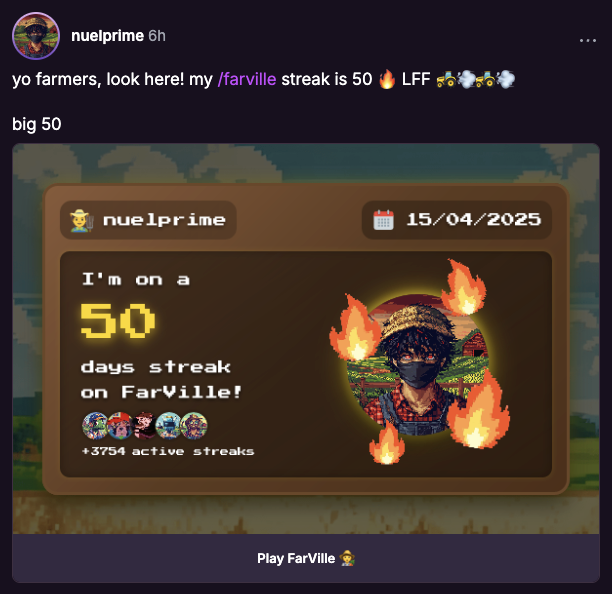 nuelprime 6h
yo farmers, look here! my /farville streak is 50 🔥 LFF 🚜💨🚜💨
big 50
nuelprime
15/04/2025
I'm on a
50
days streak
on FarVille!
+3754 active streaks
Play FarVille 👩‍🌾